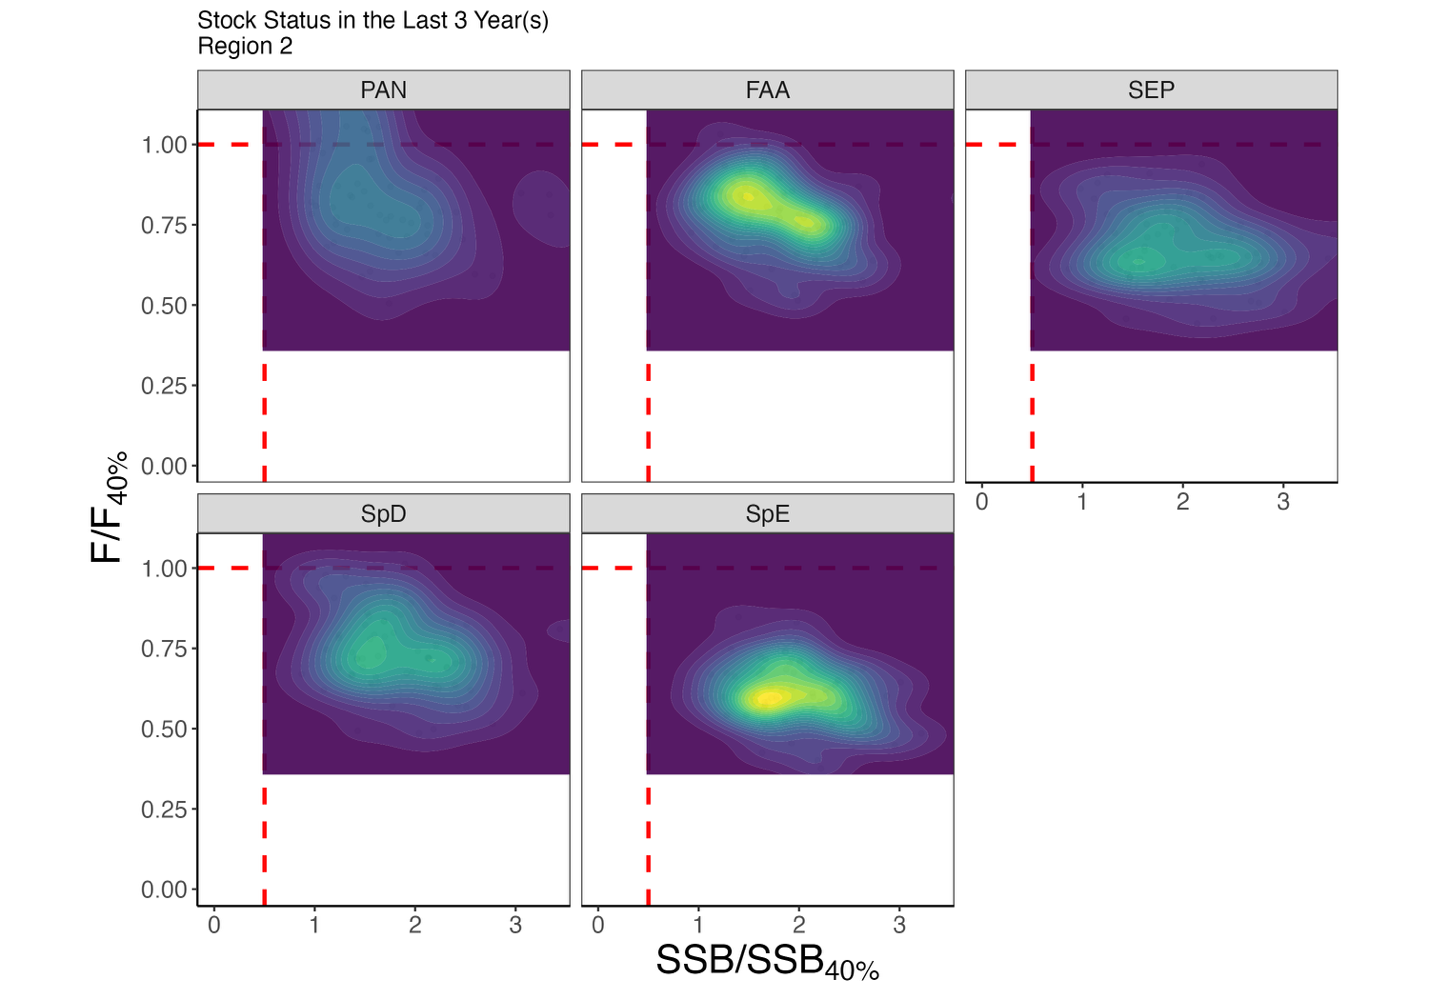 Stock Status in the Last 3 Year(s)
Region 2
PAN
FAA
SEP
1.00
0.75
0.50
0.25
0.00
0 1 2 3
SpD
SpE
1.00
0.75
0.50
0.25
0.00
0 1 2 3
0 1 2 3
F/F40%
SSB/SSB40%